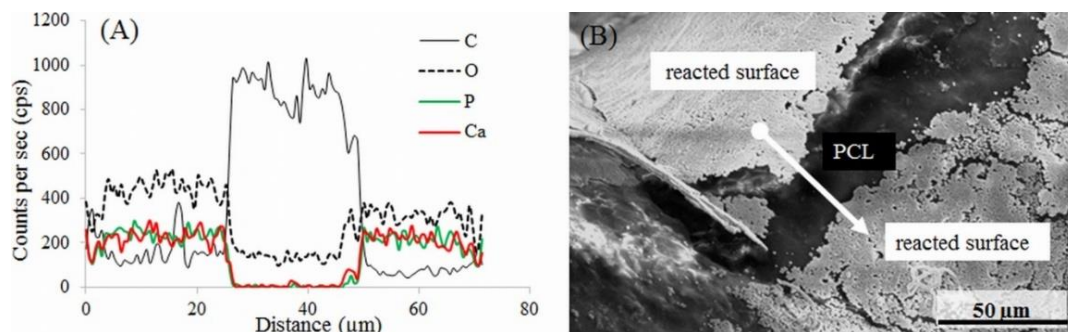 (A)
1200
1000
800
600
400
200
0
Counts per sec (cps)
C
O
P
Ca
0 20 40 60 80
Distance (µm)
(B)
reacted surface
PCL
reacted surface
50 µm